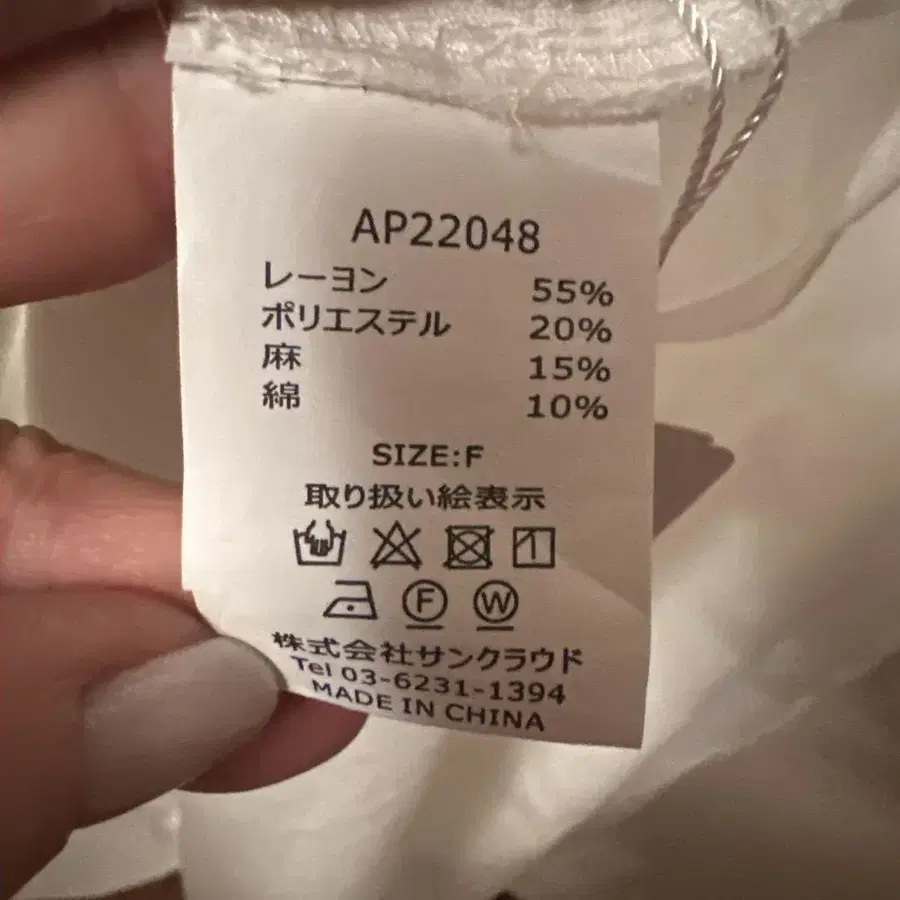 AP22048
レーヨン 55%
ポリエステル 20%
麻 15%
綿 10%
SIZE:F
取り扱い絵表示
F W
株式会社サンクラウド
Tel 03-6231-1394
MADE IN CHINA